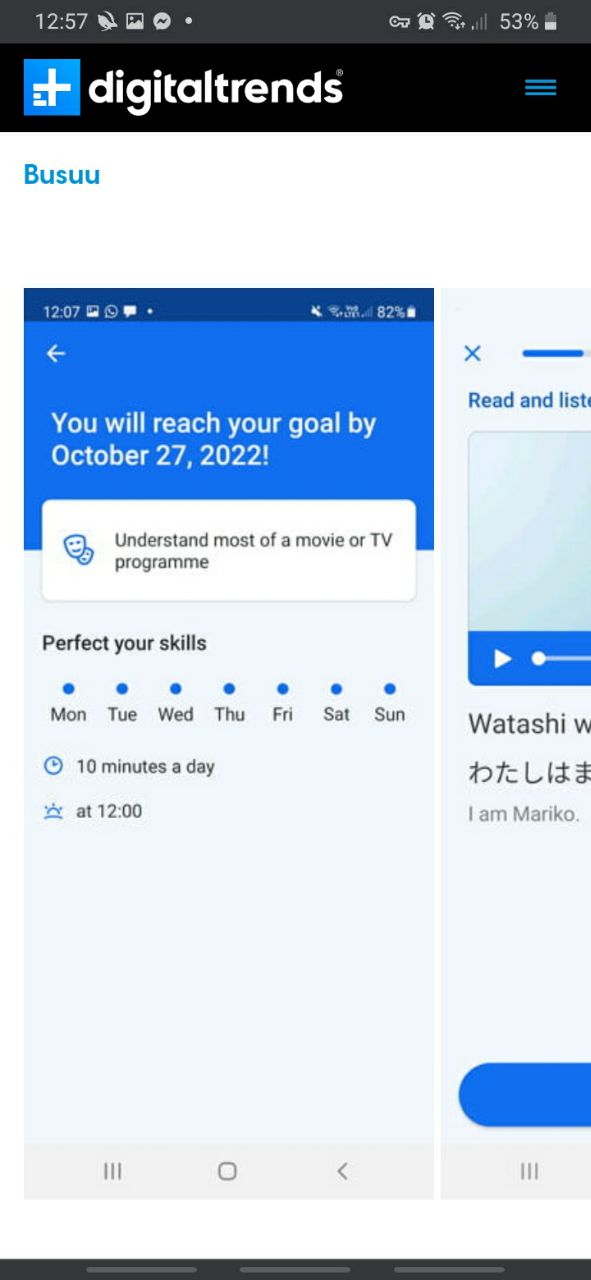 12:57
53%
digitaltrends®
Busuu
12:07
82%
You will reach your goal by
October 27, 2022!
Understand most of a movie or TV
programme
Perfect your skills
Mon Tue Wed Thu Fri Sat Sun
10 minutes a day
at 12:00
Read and liste
Watashi w
わたしはま
I am Mariko.